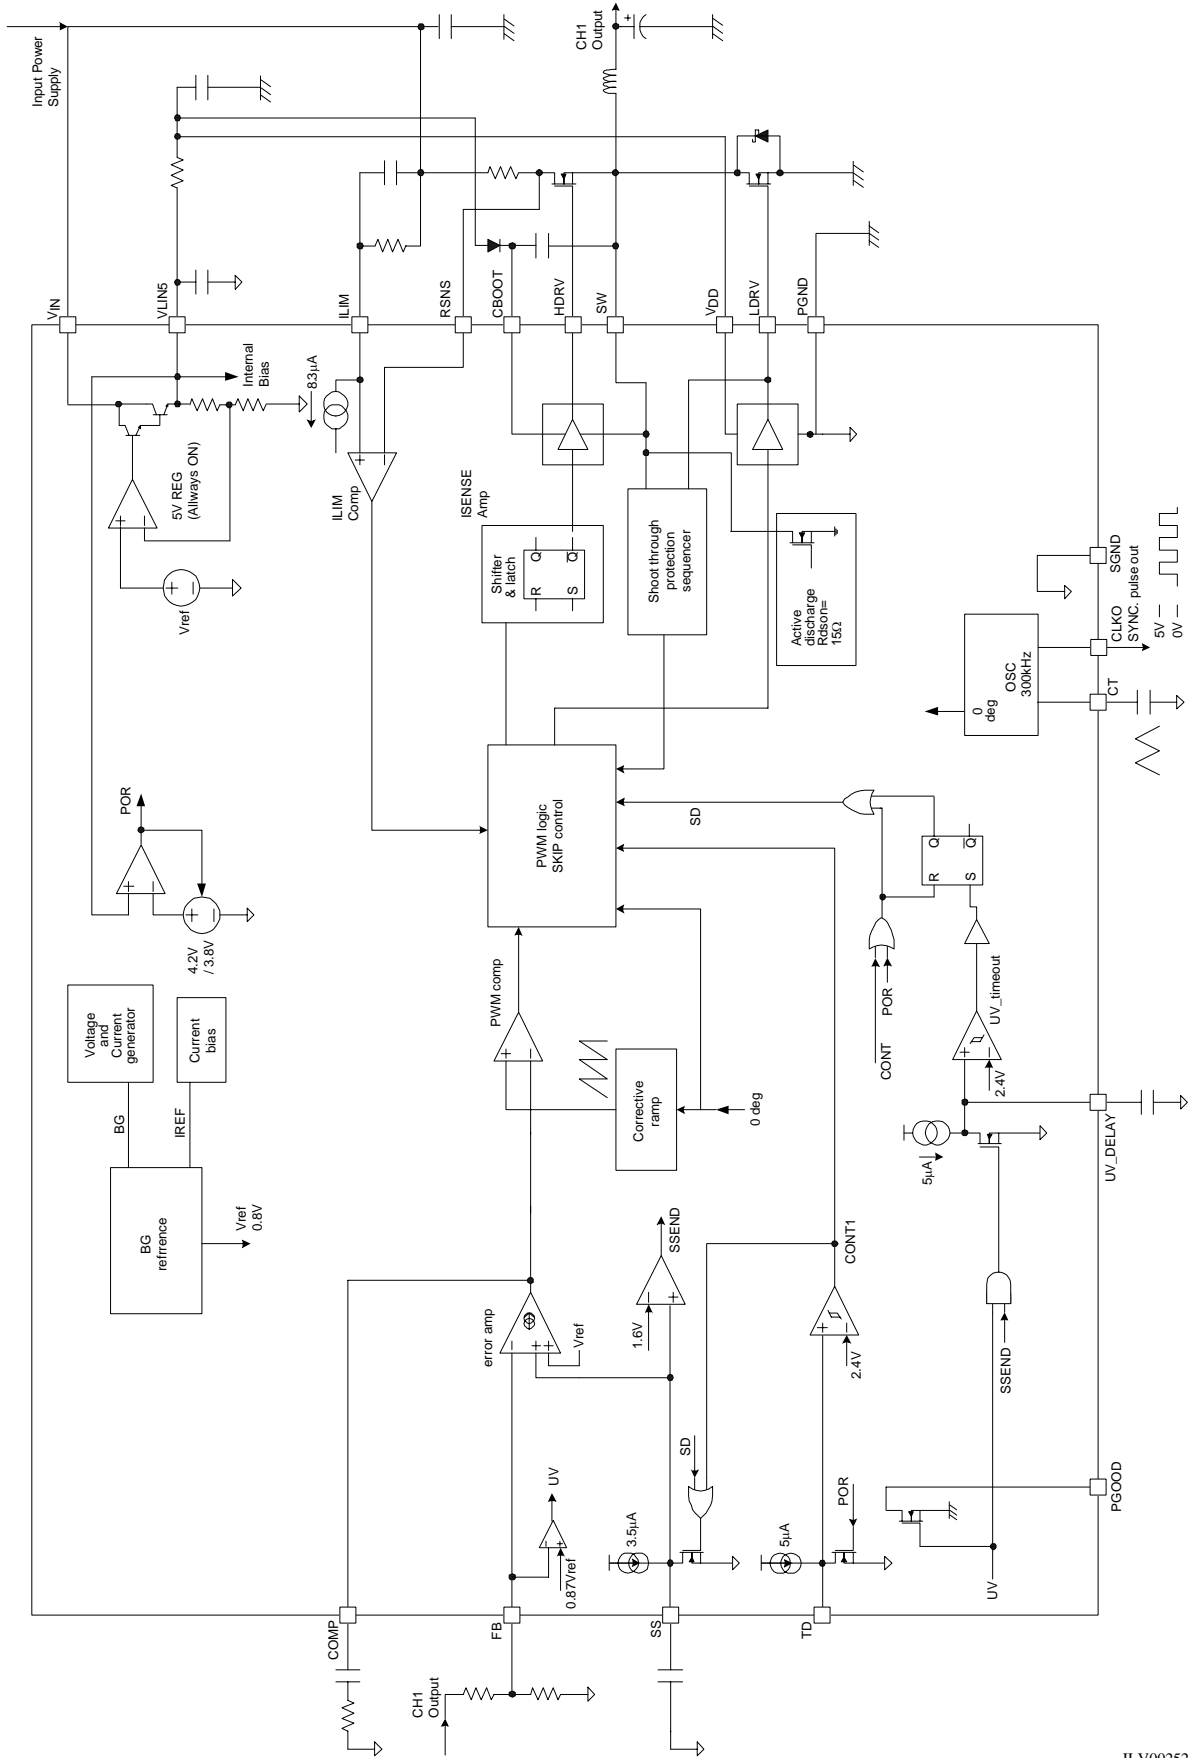 Input Power
Supply
CH1
Output
VIN
VLIN5
ILIM
RSNS
CBOOT
HDRV
SW
VDD
LDRV
PGND
Internal
Bias
8.3µA
5V REG
(Allways ON)
+
−
Vref
+
−
ILIM
Comp
+
−
ISENSE
Amp
Shifter
& latch
R
Q
S
Q
Shoot through
protection
sequencer
Active
discharge
Rdson=
15Ω
SGND
CLKO
SYNC. pulse out
5V
0V
CT
OSC
300kHz
0
deg
POR
+
−
+
−
4.2V
/ 3.8V
PWM logic
SKIP control
SD
R
Q
S
Q
CONT
POR
UV_timeout
+
−
2.4V
UV_DELAY
5µA
Voltage
and
Current
generator
Current
bias
BG
IREF
BG
refrrence
Vref
0.8V
PWM comp
+
−
Corrective
ramp
0 deg
error amp
−
+
+
Vref
SSEND
−
+
1.6V
CONT1
+
−
2.4V
SSEND
UV
−
+
0.87Vref
SD
3.5µA
POR
5µA
UV
PGOOD
COMP
FB
SS
TD
CH1
Output